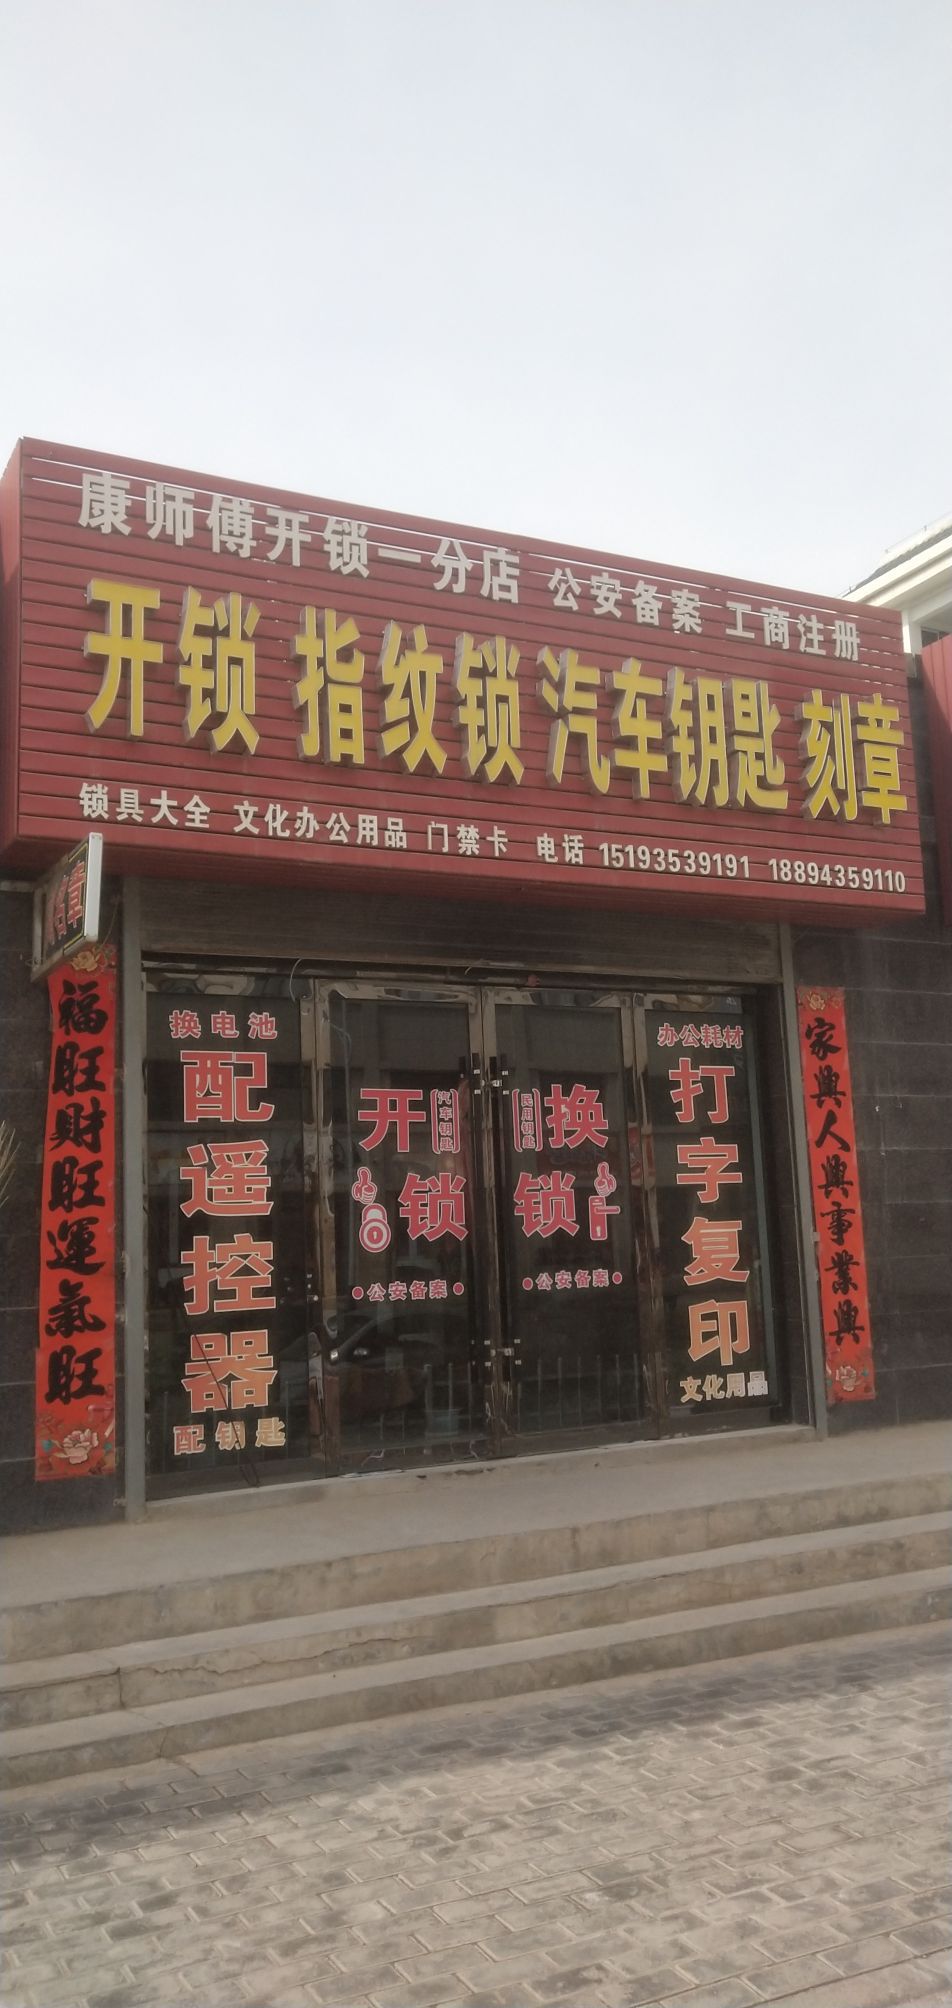 康师傅开锁一分店 公安备案 工商注册
开锁 指纹锁 汽车钥匙 刻章
锁具大全 文化办公用品 门禁卡 电话 15193539191 18894359110
名章
福旺财旺运氣旺
换电池
配遥控器
配钥匙
开锁
汽车钥匙
公安备案
换锁
民用钥匙
公安备案
办公耗材
打字复印
文化用品
家興人興事業興